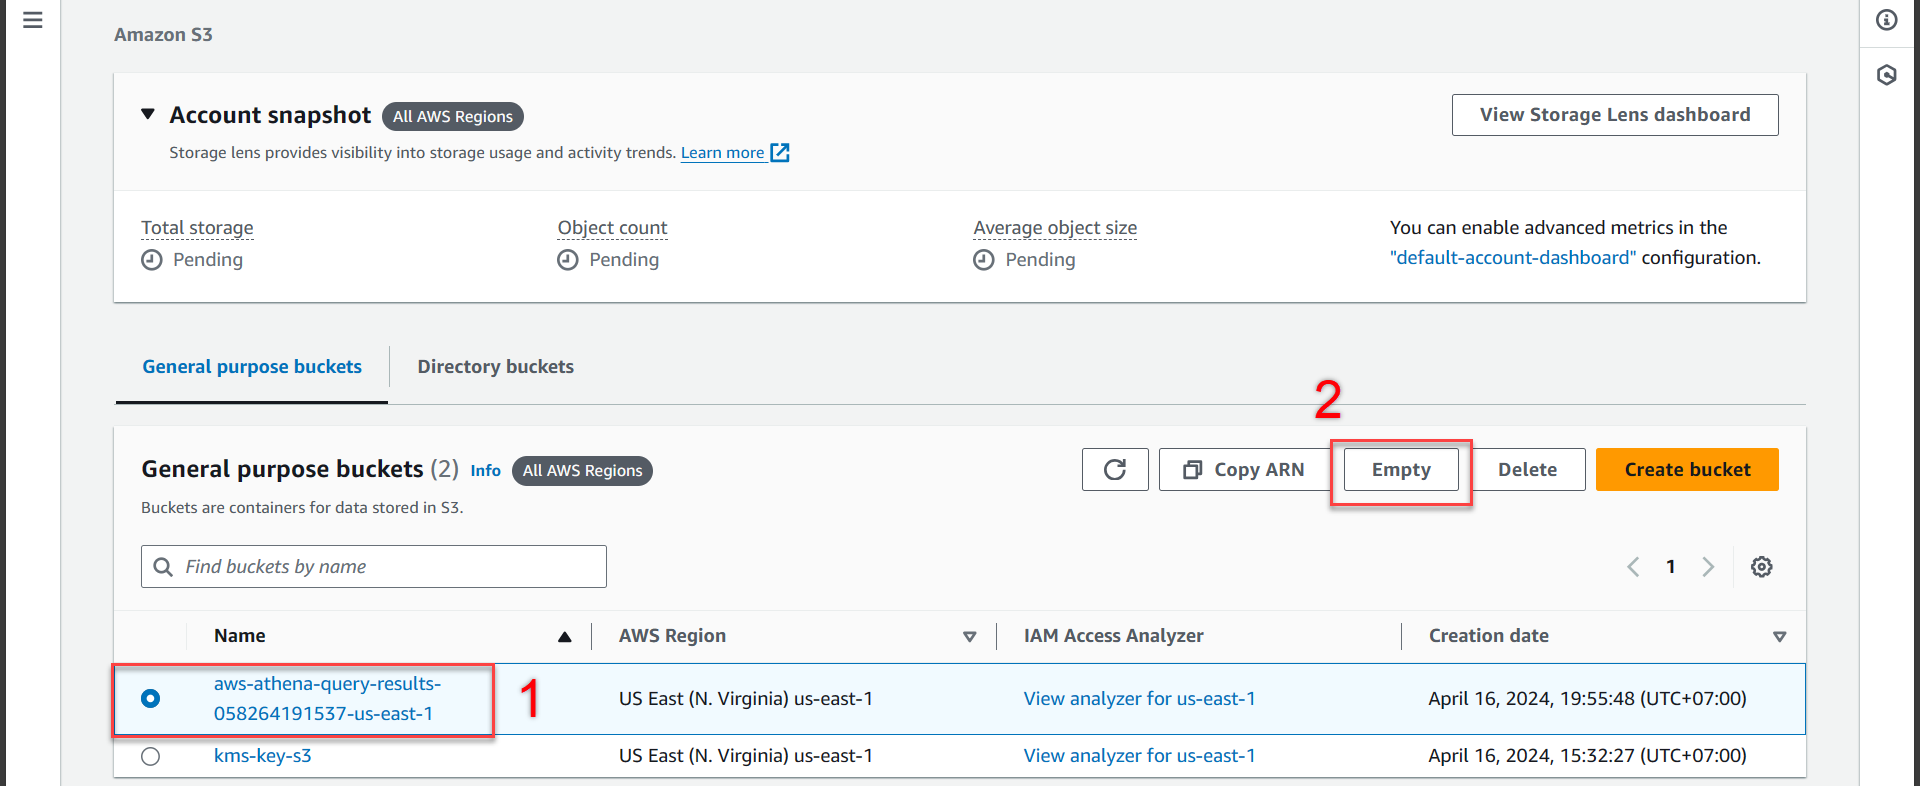 Amazon S3
Account snapshot All AWS Regions
View Storage Lens dashboard
Storage lens provides visibility into storage usage and activity trends. Learn more
Total storage
Pending
Object count
Pending
Average object size
Pending
You can enable advanced metrics in the
"default-account-dashboard" configuration.
General purpose buckets
Directory buckets
2
General purpose buckets (2) Info All AWS Regions
Copy ARN
Empty
Delete
Create bucket
Buckets are containers for data stored in S3.
Find buckets by name
1
Name
AWS Region
IAM Access Analyzer
Creation date
aws-athena-query-results-
058264191537-us-east-1
1
US East (N. Virginia) us-east-1
View analyzer for us-east-1
April 16, 2024, 19:55:48 (UTC+07:00)
kms-key-s3
US East (N. Virginia) us-east-1
View analyzer for us-east-1
April 16, 2024, 15:32:27 (UTC+07:00)